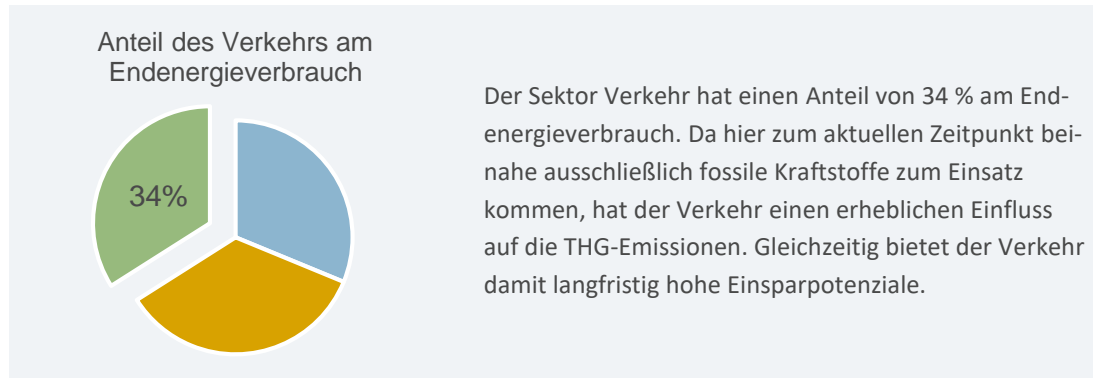 Anteil des Verkehrs am
Endenergieverbrauch
34%
Der Sektor Verkehr hat einen Anteil von 34 % am End-
energieverbrauch. Da hier zum aktuellen Zeitpunkt bei-
nahe ausschließlich fossile Kraftstoffe zum Einsatz
kommen, hat der Verkehr einen erheblichen Einfluss
auf die THG-Emissionen. Gleichzeitig bietet der Verkehr
damit langfristig hohe Einsparpotenziale.